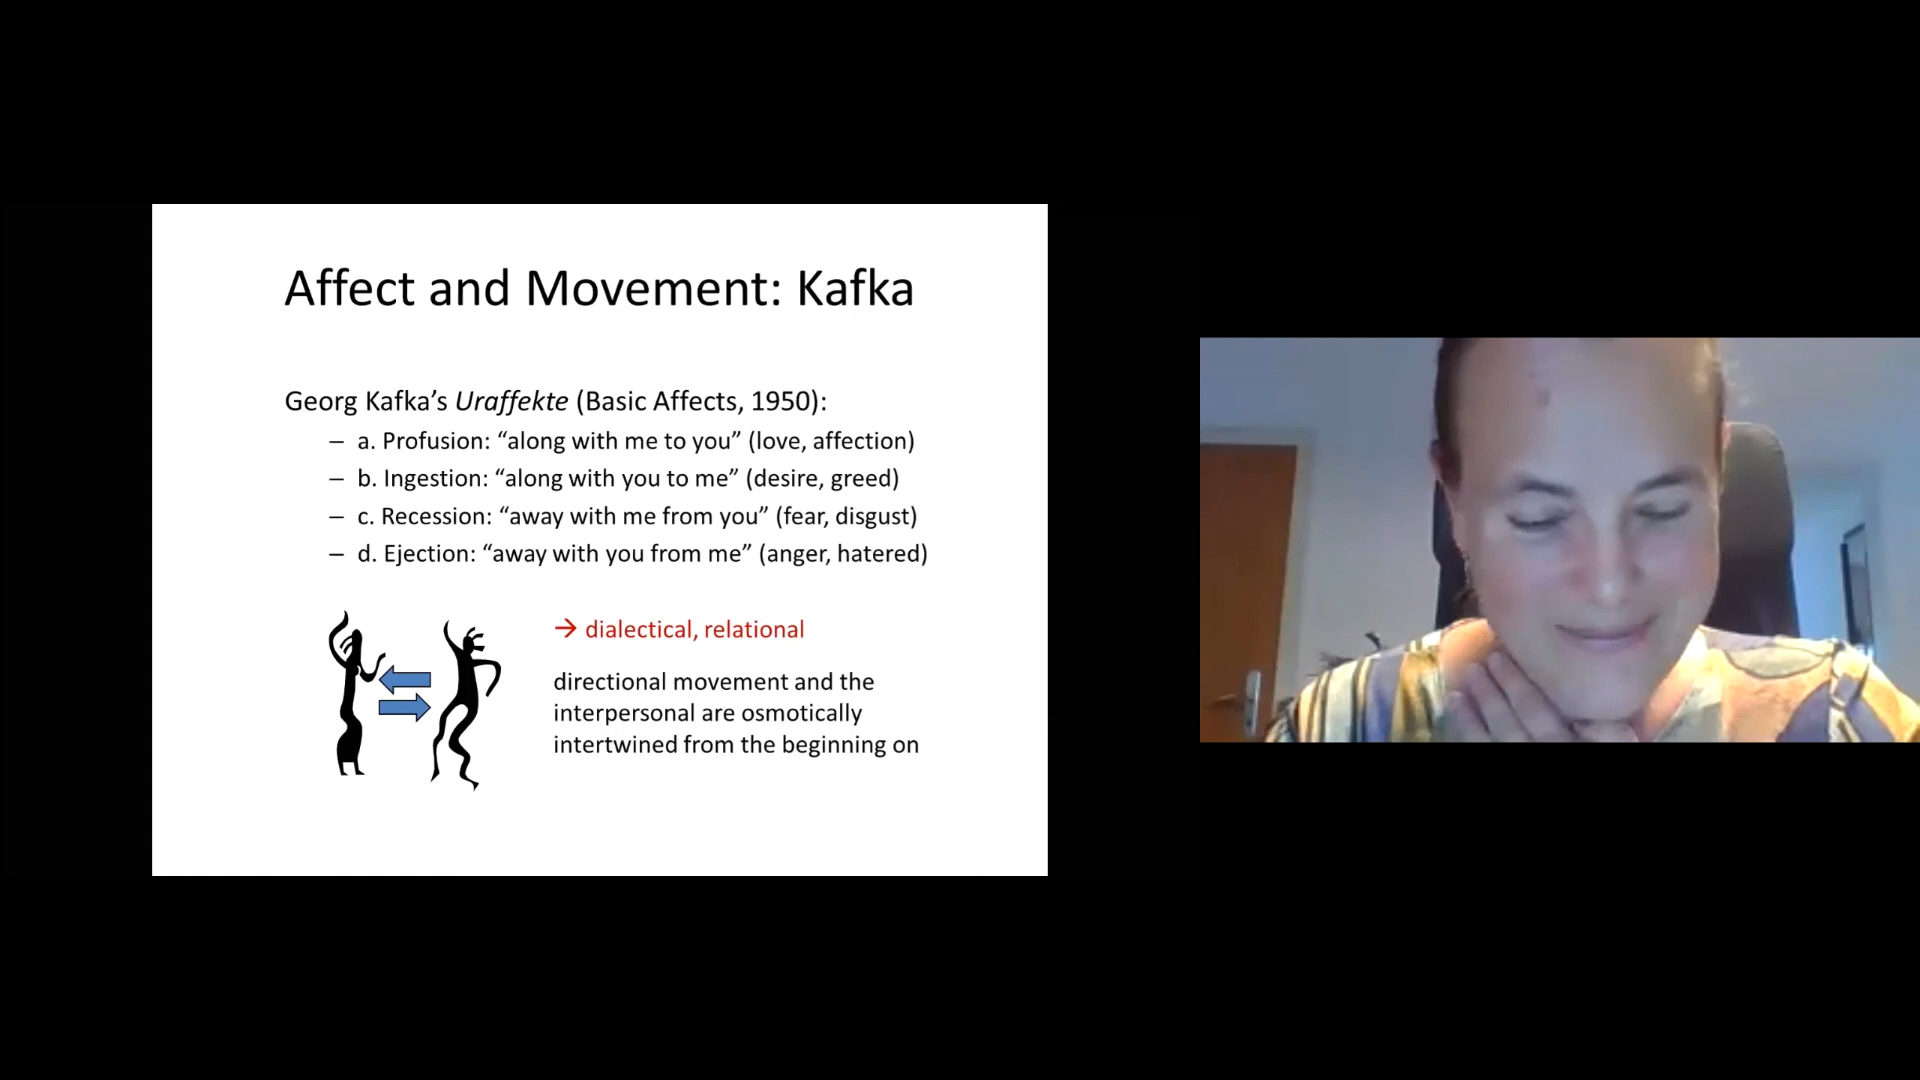 Affect and Movement: Kafka
Georg Kafka’s Uraffekte (Basic Affects, 1950):
– a. Profusion: “along with me to you” (love, affection)
– b. Ingestion: “along with you to me” (desire, greed)
– c. Recession: “away with me from you” (fear, disgust)
– d. Ejection: “away with you from me” (anger, hatered)
→ dialectical, relational
directional movement and the
interpersonal are osmotically
intertwined from the beginning on